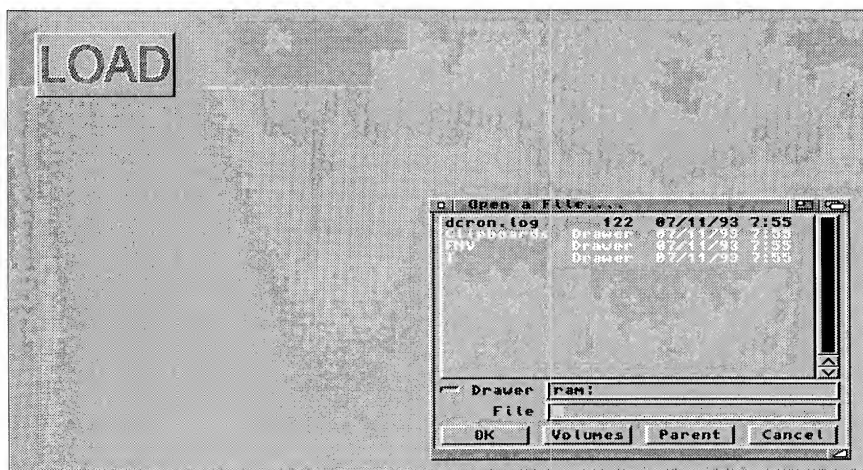 LOAD
Open a File....
dcron.log 122 07/11/93 7:55
Clipboards Drawer 07/11/93 7:55
ENV Drawer 07/11/93 7:55
T Drawer 07/11/93 7:55
Drawer ram:
File
OK Volumes Parent Cancel